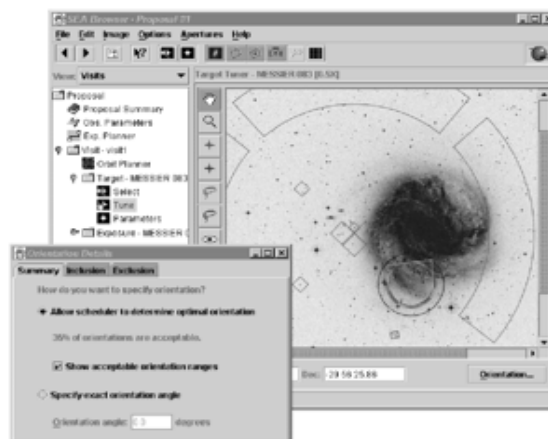 SEA Browser - Proposal 01
File Edit Image Options Apertures Help
View: Visits
Target Tuner - MESSIER 083 [0.5X]
Proposal
Proposal Summary
Obs. Parameters
Exp. Planner
Visit - visit1
Orbit Planner
Target - MESSIER 083
Select
Tune
Parameters
Exposure - MESSIER 0
Dec: -29 56 25.86
Orientation...
Orientation Details
Summary Inclusion Exclusion
How do you want to specify orientation?
Allow scheduler to determine optimal orientation
35% of orientations are acceptable.
Show acceptable orientation ranges
Specify exact orientation angle
Orientation angle: 0.0 degrees